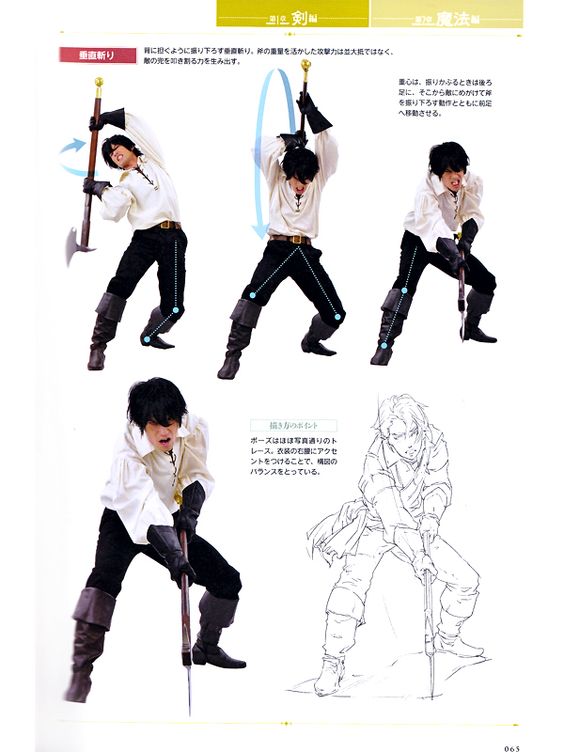 第1章 剣編
第2章 魔法編
垂直斬り
背に担ぐように振り下ろす垂直斬り。斧の重量を活かした攻撃力は並大抵ではなく、
敵の兜を叩き割る力を生み出す。
重心は、振りかぶるときは後ろ
足に、そこから敵にめがけて斧
を振り下ろす動作とともに前足
へ移動させる。
描き方のポイント
ポーズはほぼ写真通りのト
レース。衣装の右腰にアクセ
ントをつけることで、構図の
バランスをとっている。
065